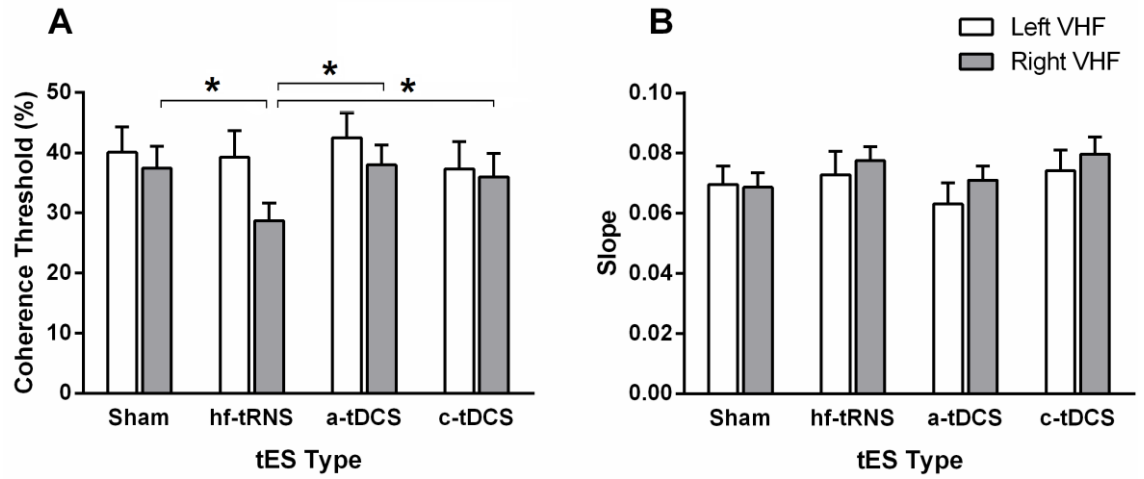 A
Coherence Threshold (%)
50
40
30
20
10
0
*
*
*
Sham hf-tRNS a-tDCS c-tDCS
tES Type
B
Left VHF
Right VHF
Slope
0.10
0.08
0.06
0.04
0.02
0.00
Sham hf-tRNS a-tDCS c-tDCS
tES Type